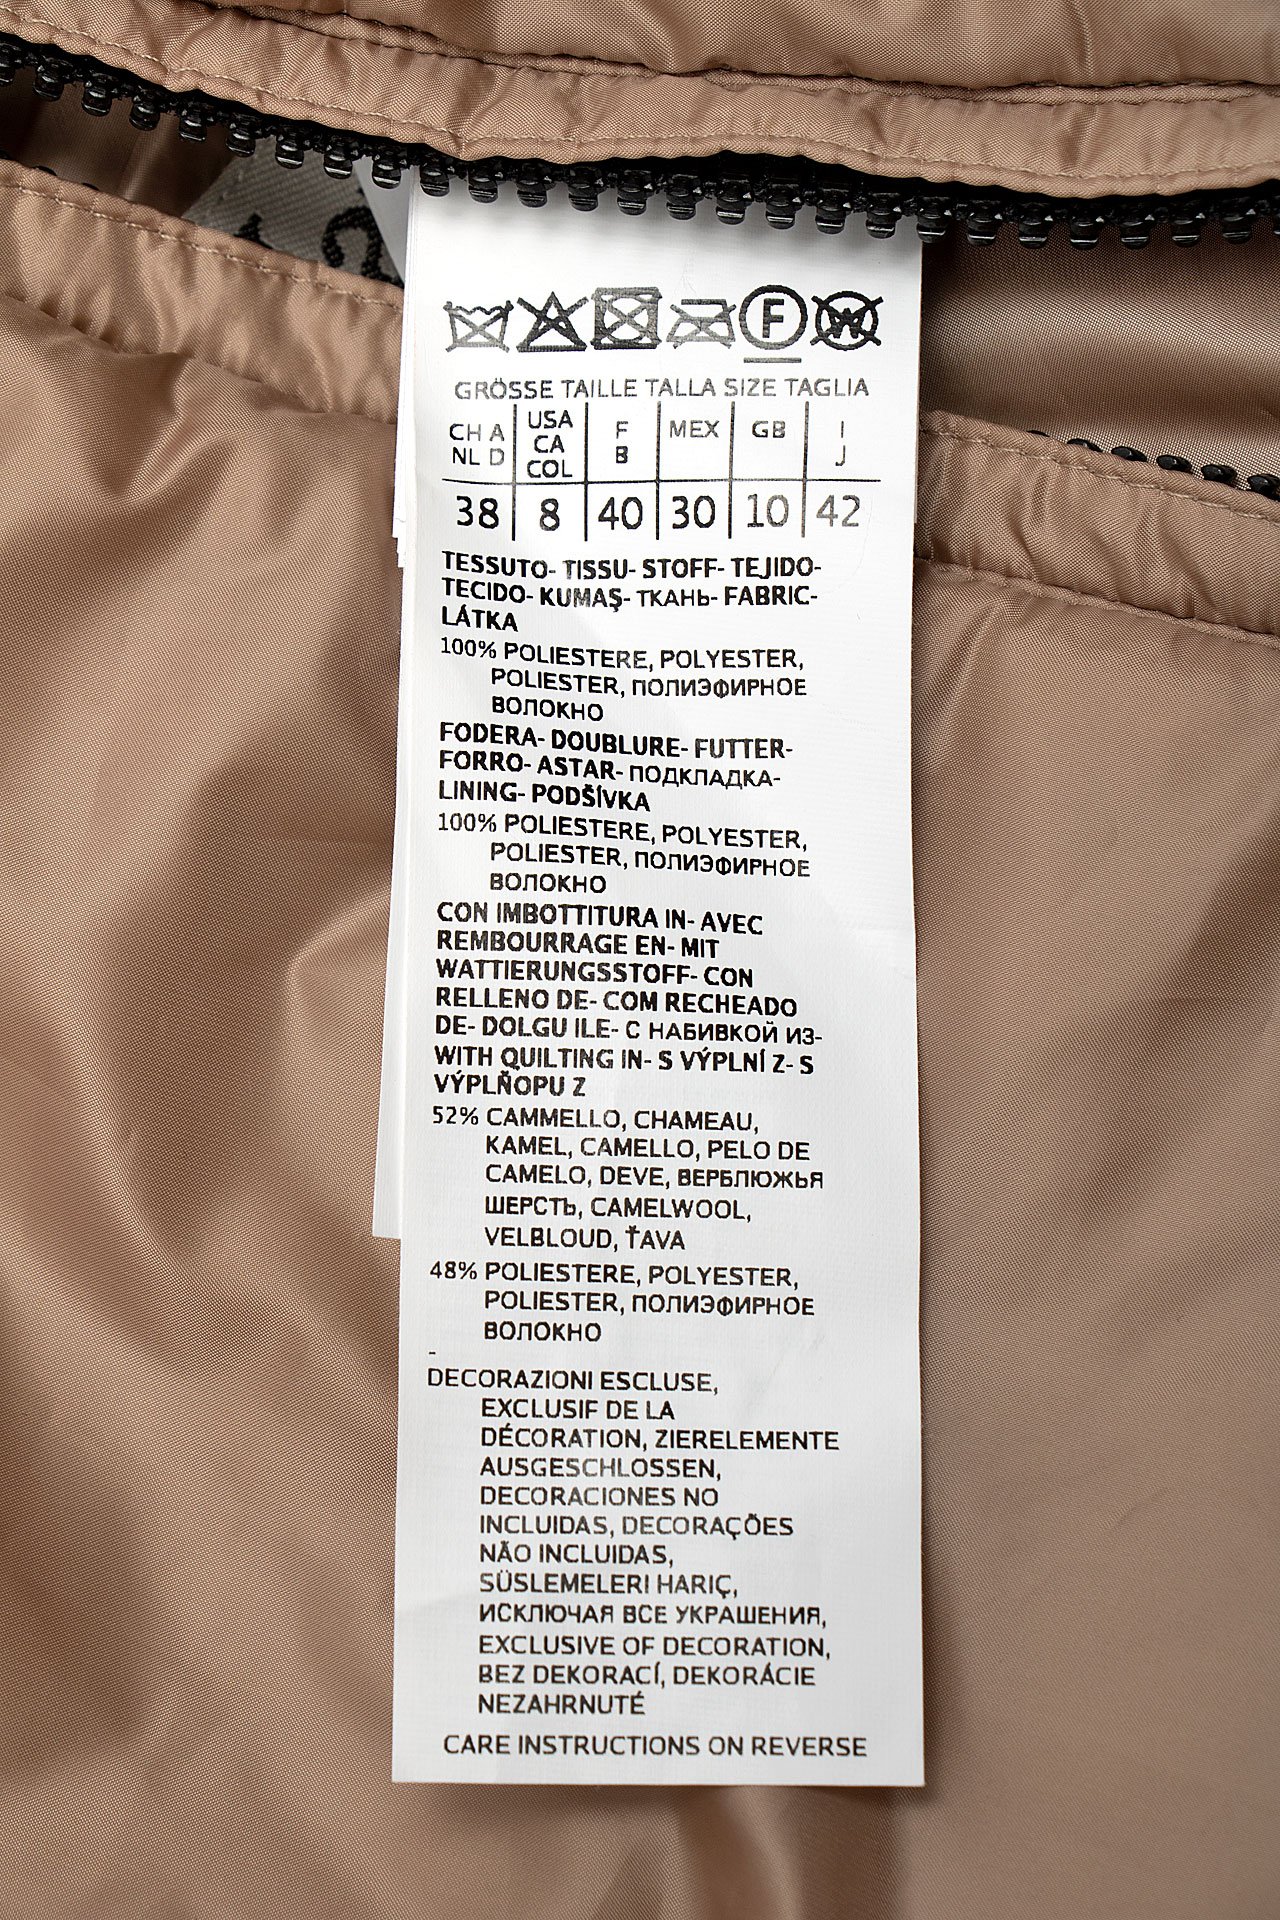 F W
GRÖSSE TAILLE TALLA SIZE TAGLIA
CH A NL D USA CA COL F B MEX GB I J
38 8 40 30 10 42
TESSUTO- TISSU- STOFF- TEJIDO-
TECIDO- KUMAŞ- ТКАНЬ- FABRIC-
LÁTKA
100% POLIESTERE, POLYESTER,
POLIESTER, ПОЛИЭФИРНОЕ
ВОЛОКНО
FODERA- DOUBLURE- FUTTER-
FORRO- ASTAR- ПОДКЛАДКА-
LINING- PODŠÍVKA
100% POLIESTERE, POLYESTER,
POLIESTER, ПОЛИЭФИРНОЕ
ВОЛОКНО
CON IMBOTTITURA IN- AVEC
REMBOURRAGE EN- MIT
WATTIERUNGSSTOFF- CON
RELLENO DE- COM RECHEADO
DE- DOLGU ILE- С НАБИВКОЙ ИЗ-
WITH QUILTING IN- S VÝPLNÍ Z- S
VÝPLŇOPU Z
52% CAMMELLO, CHAMEAU,
KAMEL, CAMELLO, PELO DE
CAMELO, DEVE, ВЕРБЛЮЖЬЯ
ШЕРСТЬ, CAMELWOOL,
VELBLOUD, ŤAVA
48% POLIESTERE, POLYESTER,
POLIESTER, ПОЛИЭФИРНОЕ
ВОЛОКНО
-
DECORAZIONI ESCLUSE,
EXCLUSIF DE LA
DÉCORATION, ZIERELEMENTE
AUSGESCHLOSSEN,
DECORACIONES NO
INCLUIDAS, DECORAÇÕES
NÃO INCLUIDAS,
SÜSLEMELERI HARIÇ,
ИСКЛЮЧАЯ ВСЕ УКРАШЕНИЯ,
EXCLUSIVE OF DECORATION,
BEZ DEKORACÍ, DEKORÁCIE
NEZAHRNUTÉ
CARE INSTRUCTIONS ON REVERSE